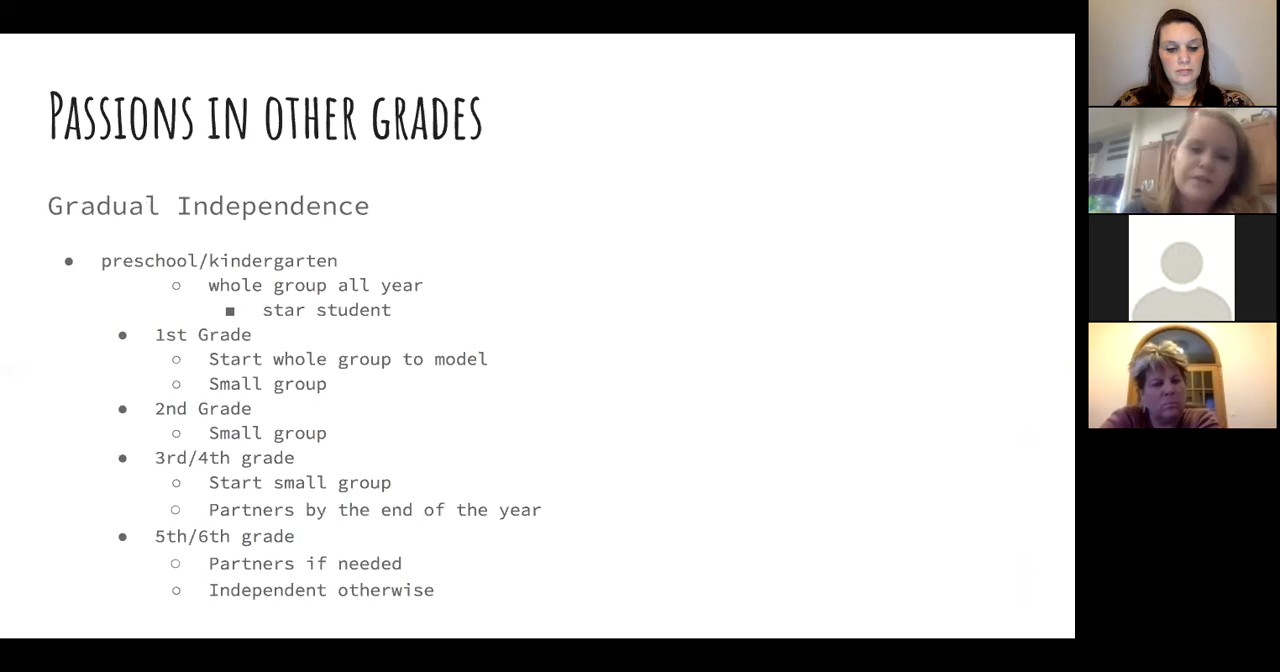 Passions in other grades
Gradual Independence
● preschool/kindergarten
○ whole group all year
■ star student
● 1st Grade
○ Start whole group to model
○ Small group
● 2nd Grade
○ Small group
● 3rd/4th grade
○ Start small group
○ Partners by the end of the year
● 5th/6th grade
○ Partners if needed
○ Independent otherwise